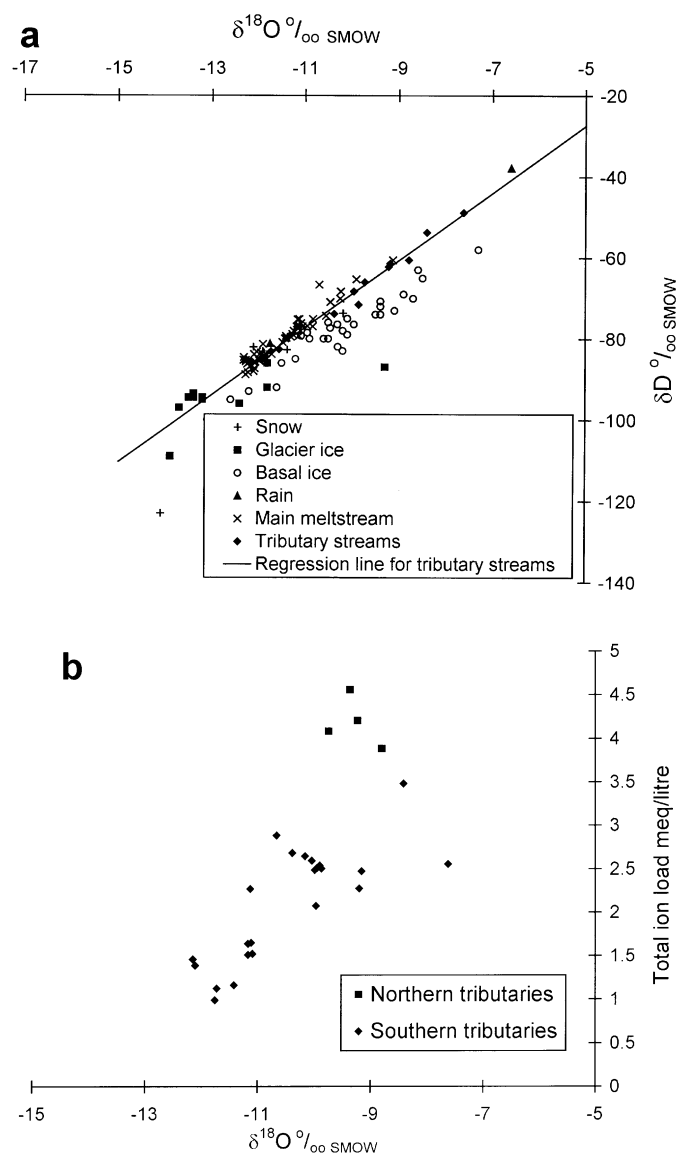 a
δ18O o/oo SMOW
-17 -15 -13 -11 -9 -7 -5
-20
-40
-60
-80
-100
-120
-140
δD o/oo SMOW
Snow
Glacier ice
Basal ice
Rain
Main meltstream
Tributary streams
Regression line for tributary streams
b
5
4.5
4
3.5
3
2.5
2
1.5
1
0.5
0
Total ion load meq/litre
Northern tributaries
Southern tributaries
-15 -13 -11 -9 -7 -5
δ18O o/oo SMOW